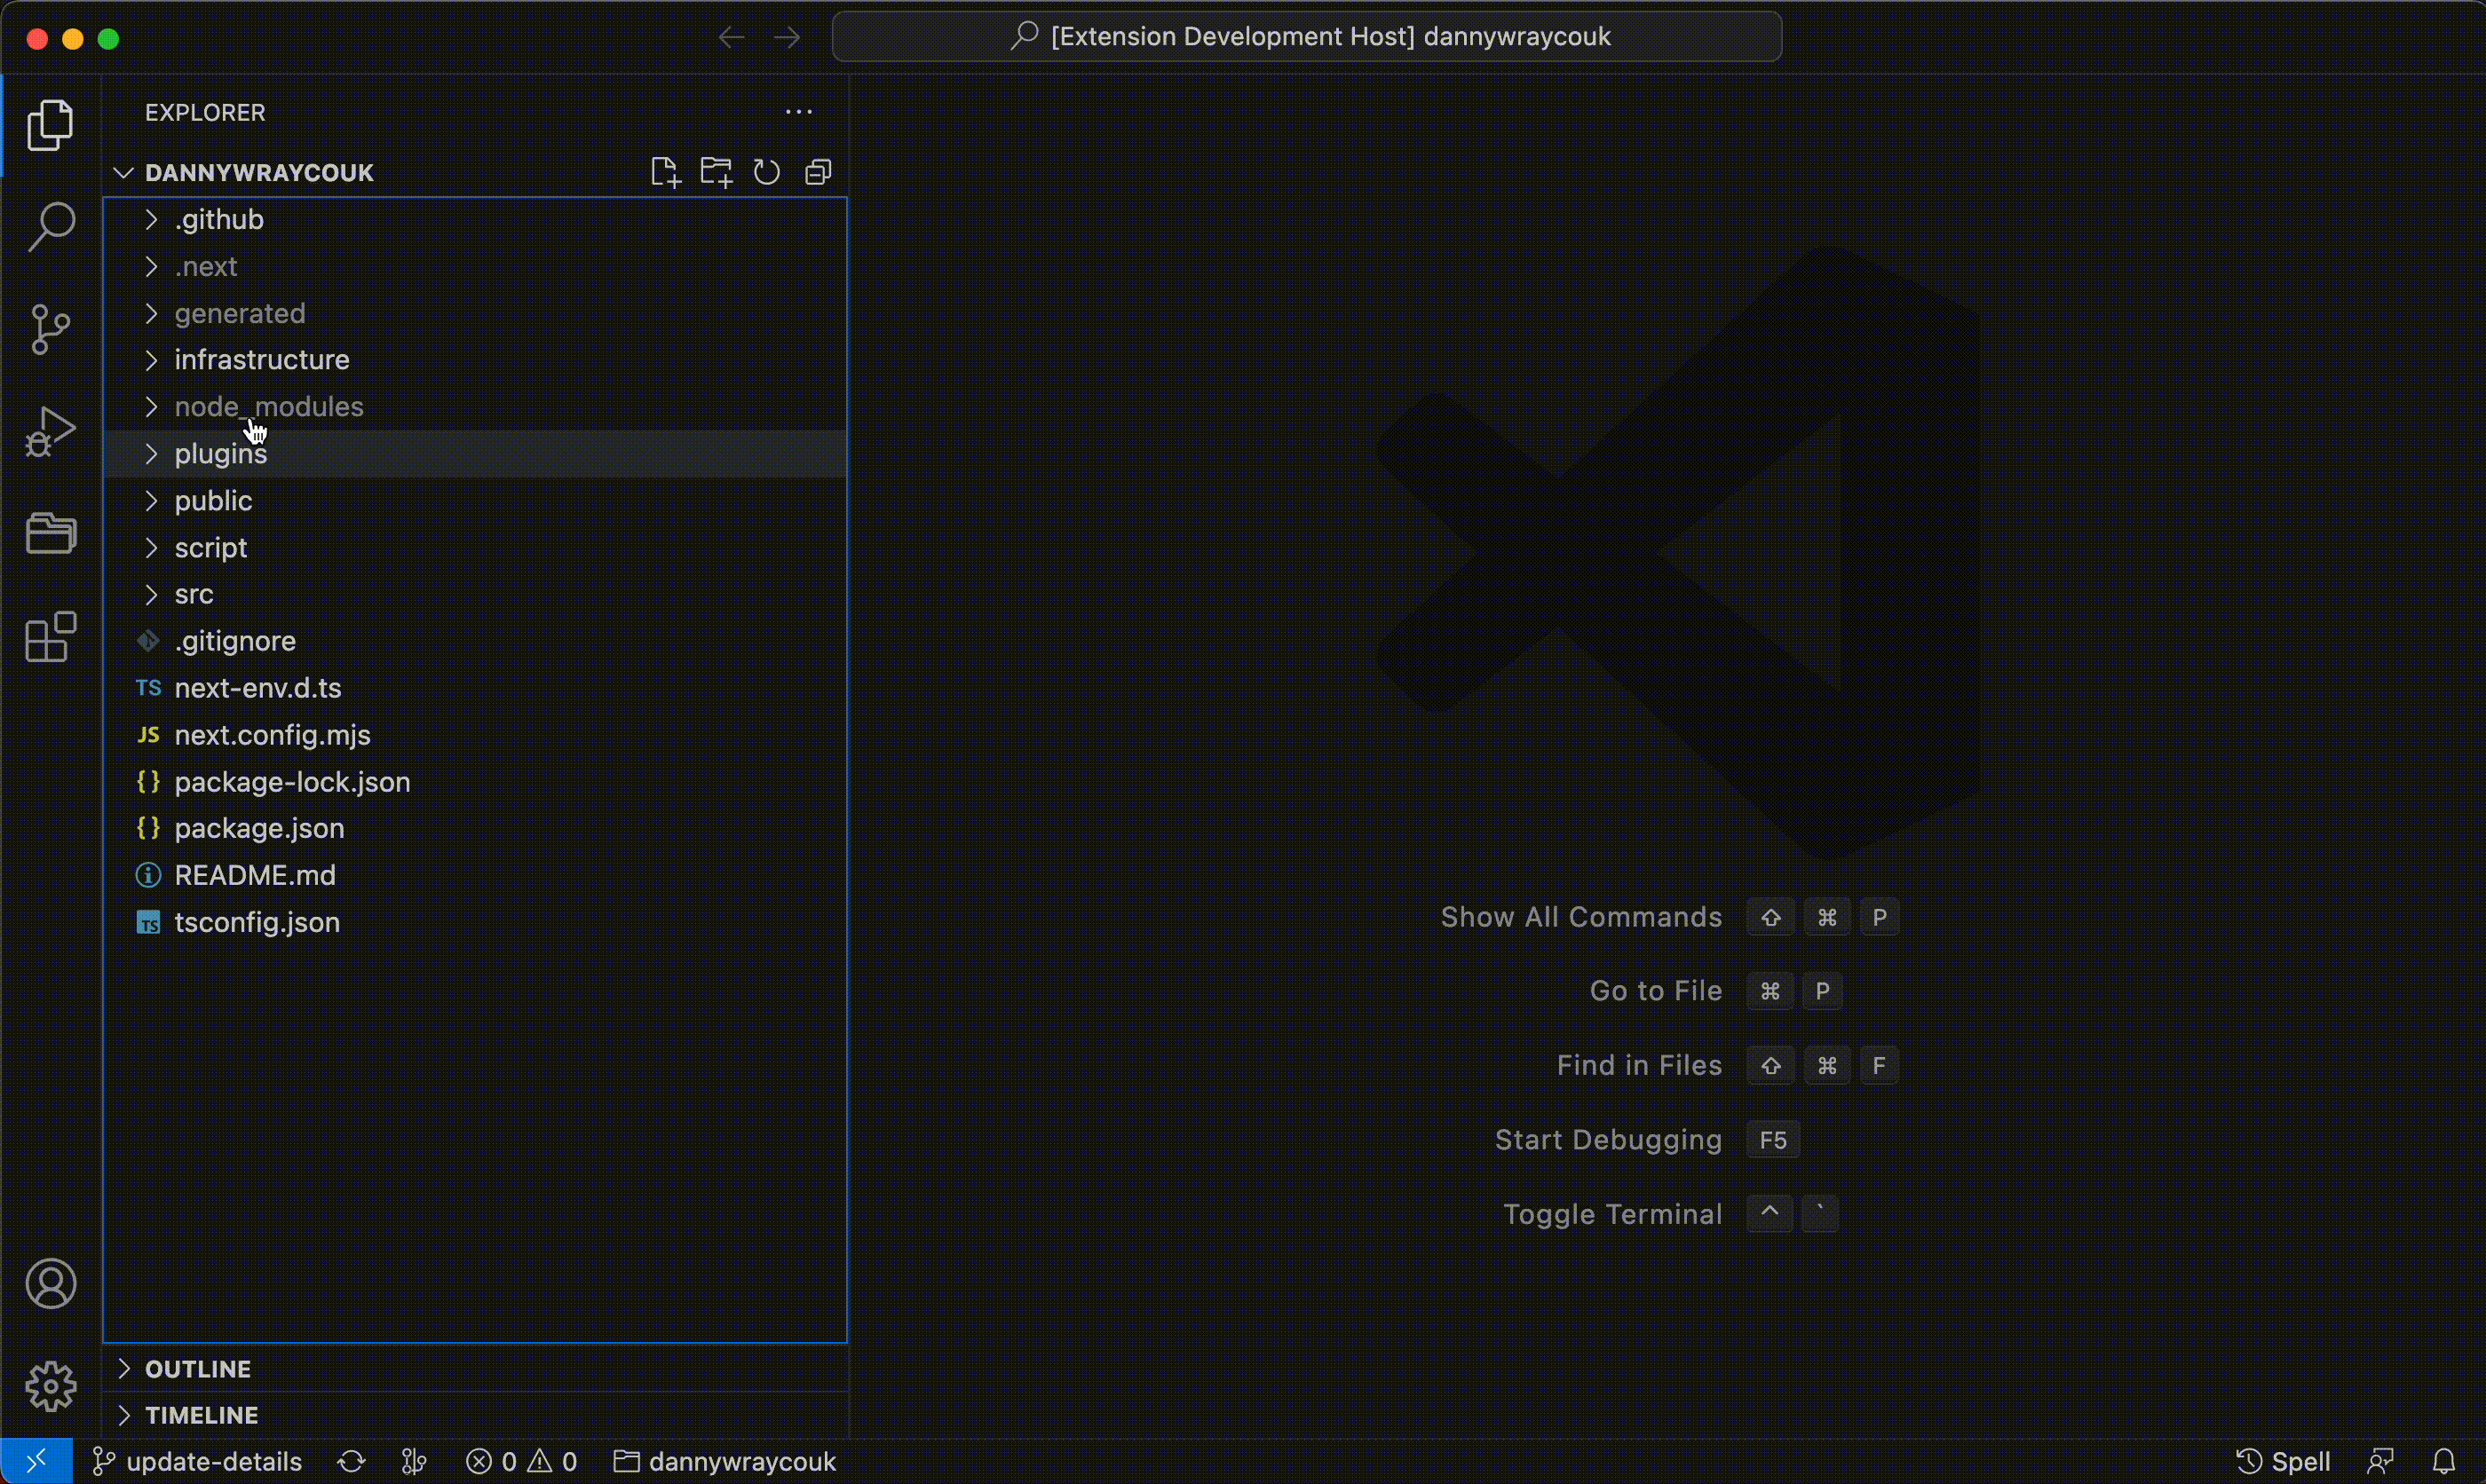 [Extension Development Host] dannywraycouk
EXPLORER
DANNYWRAYCOUK
.github
.next
generated
infrastructure
node_modules
plugins
public
script
src
.gitignore
TS next-env.d.ts
JS next.config.mjs
{} package-lock.json
{} package.json
README.md
TS tsconfig.json
Show All Commands ⇧ ⌘ P
Go to File ⌘ P
Find in Files ⇧ ⌘ F
Start Debugging F5
Toggle Terminal ^ `
OUTLINE
TIMELINE
update-details 0 0 dannywraycouk Spell